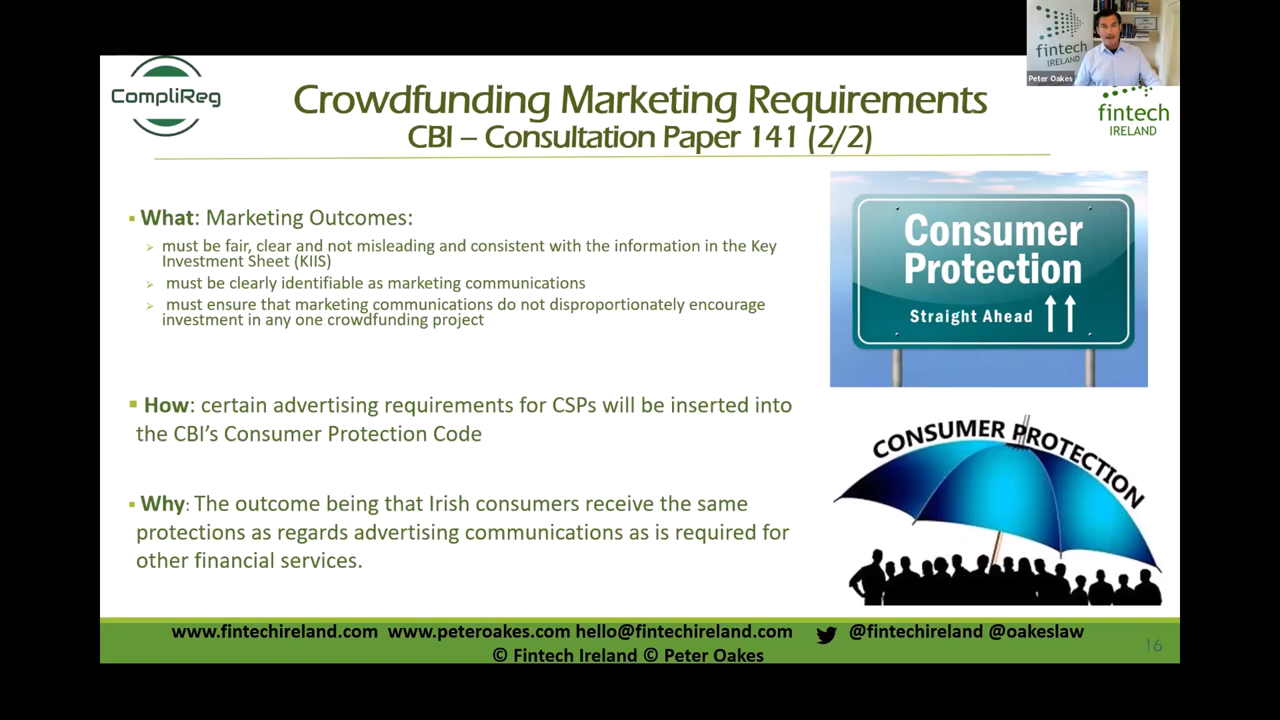 fintech
IRELAND
Peter Oakes
CompliReg
fintech
IRELAND
Crowdfunding Marketing Requirements
CBI – Consultation Paper 141 (2/2)
What: Marketing Outcomes:
must be fair, clear and not misleading and consistent with the information in the Key
Investment Sheet (KIIS)
must be clearly identifiable as marketing communications
must ensure that marketing communications do not disproportionately encourage
investment in any one crowdfunding project
How: certain advertising requirements for CSPs will be inserted into
the CBI’s Consumer Protection Code
Why: The outcome being that Irish consumers receive the same
protections as regards advertising communications as is required for
other financial services.
Consumer
Protection
Straight Ahead
CONSUMER PROTECTION
www.fintechireland.com www.peteroakes.com hello@fintechireland.com @fintechireland @oakeslaw
© Fintech Ireland © Peter Oakes
16